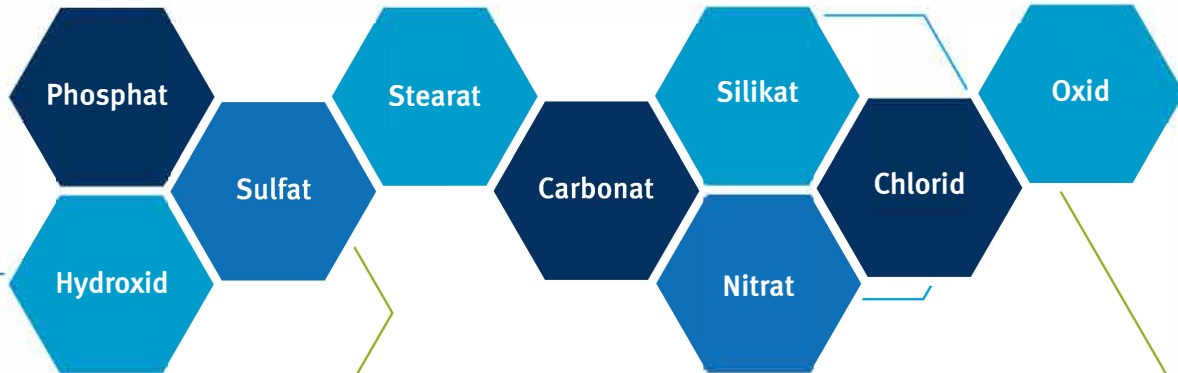 Phosphat
Sulfat
Hydroxid
Stearat
Carbonat
Silikat
Nitrat
Chlorid
Oxid